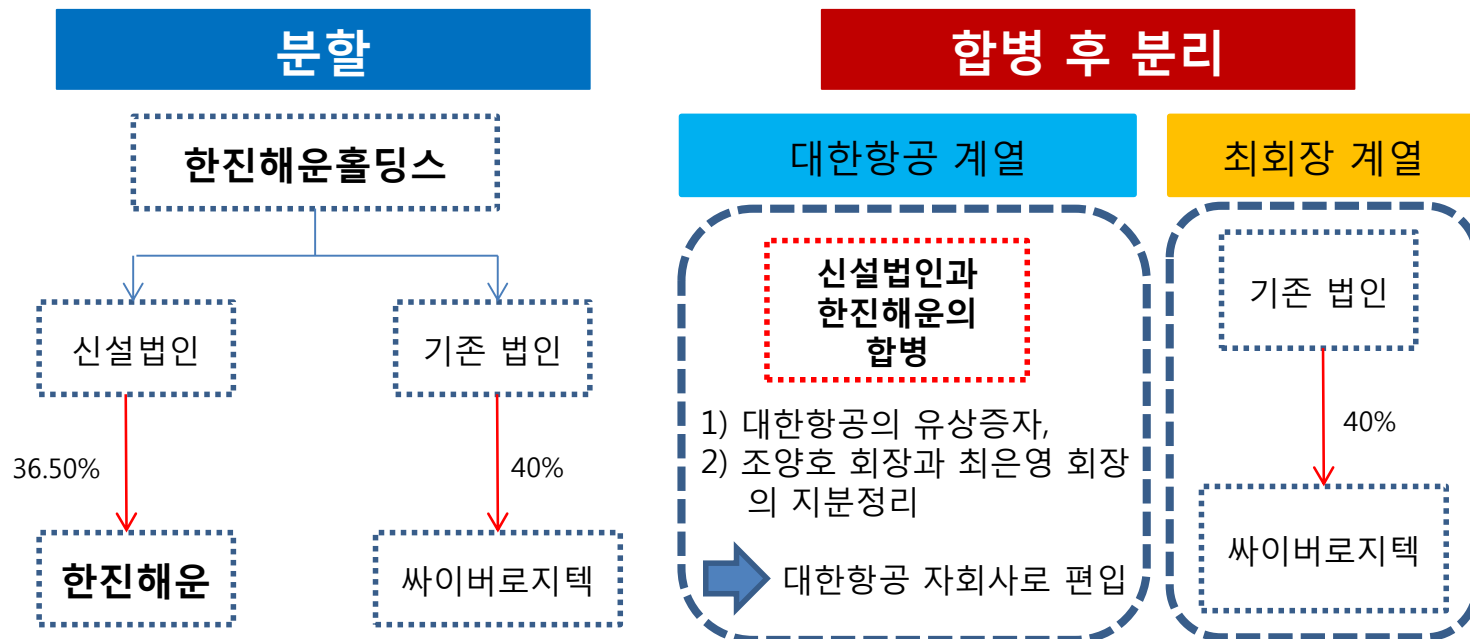 분할
한진해운홀딩스
신설법인
기존 법인
36.50%
40%
한진해운
싸이버로지텍
합병 후 분리
대한항공 계열
최회장 계열
신설법인과
한진해운의
합병
1) 대한항공의 유상증자,
2) 조양호 회장과 최은영 회장
의 지분정리
대한항공 자회사로 편입
기존 법인
40%
싸이버로지텍